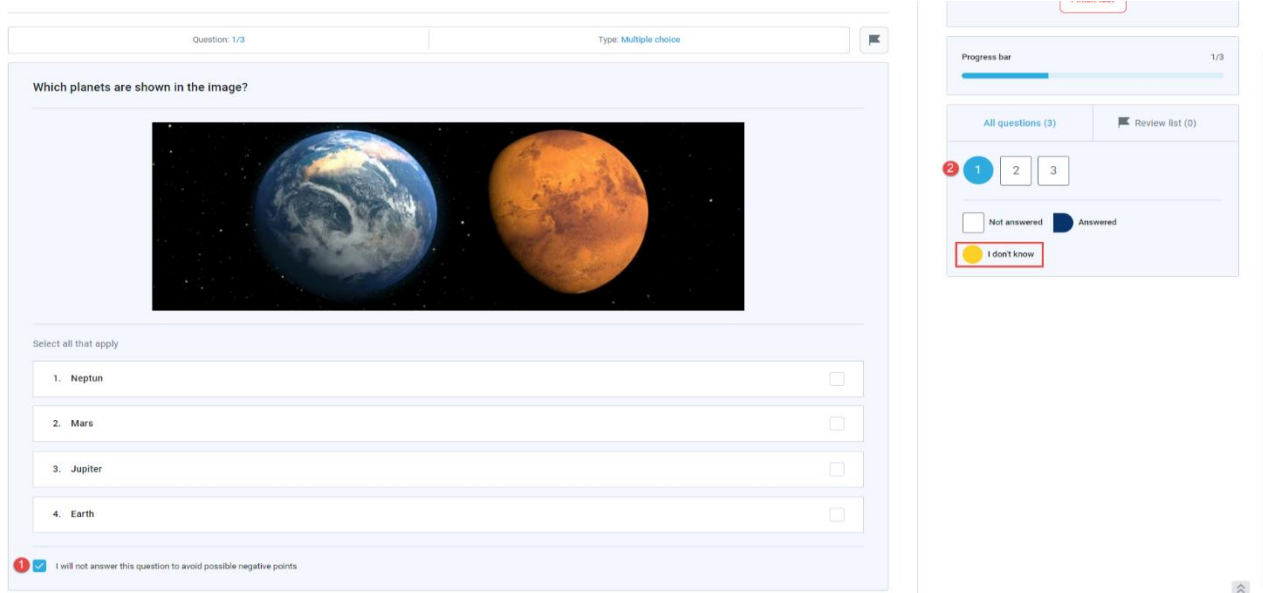 Question: 1/3
Type: Multiple choice
Which planets are shown in the image?
Select all that apply
1. Neptun
2. Mars
3. Jupiter
4. Earth
1
I will not answer this question to avoid possible negative points
Progress bar
1/3
All questions (3)
Review list (0)
2
1
2
3
Not answered
Answered
I don't know